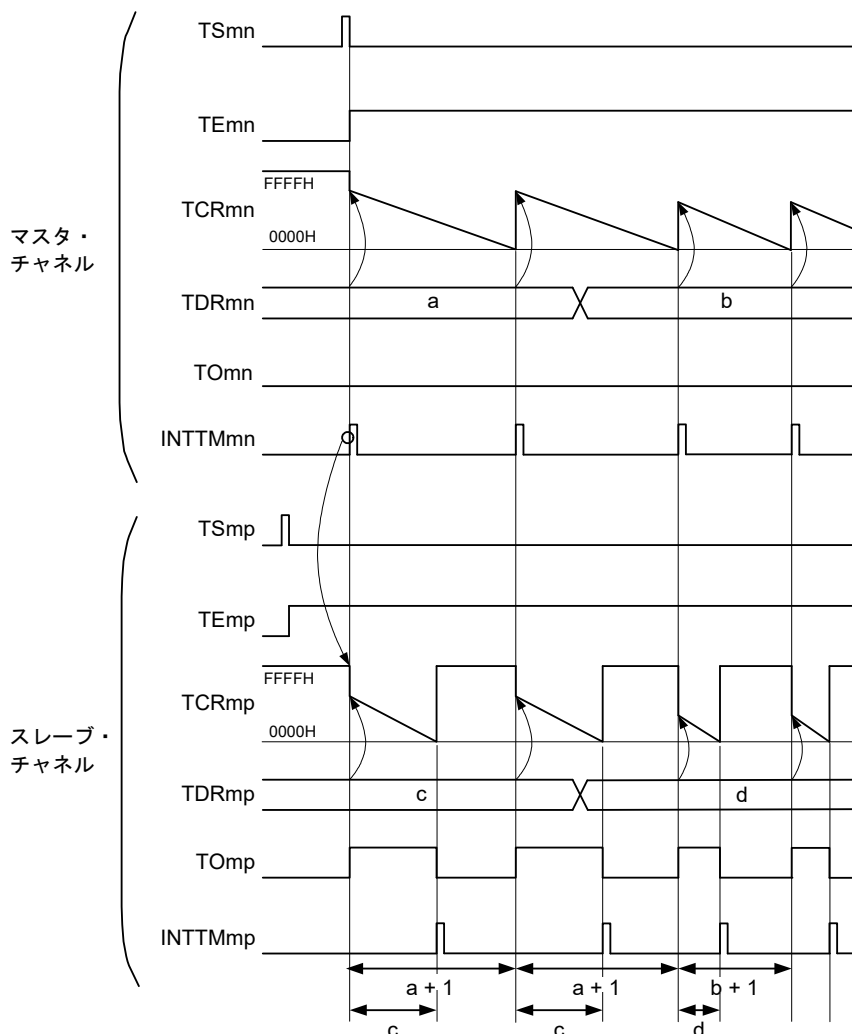 TSmn
TEmn
FFFFH
TCRmn
0000H
マスタ・
チャネル
TDRmn
a
b
TOmn
INTTMmn
TSmp
TEmp
FFFFH
TCRmp
0000H
スレーブ・
チャネル
TDRmp
c
d
TOmp
INTTMmp
a + 1
a + 1
b + 1
c
c
d